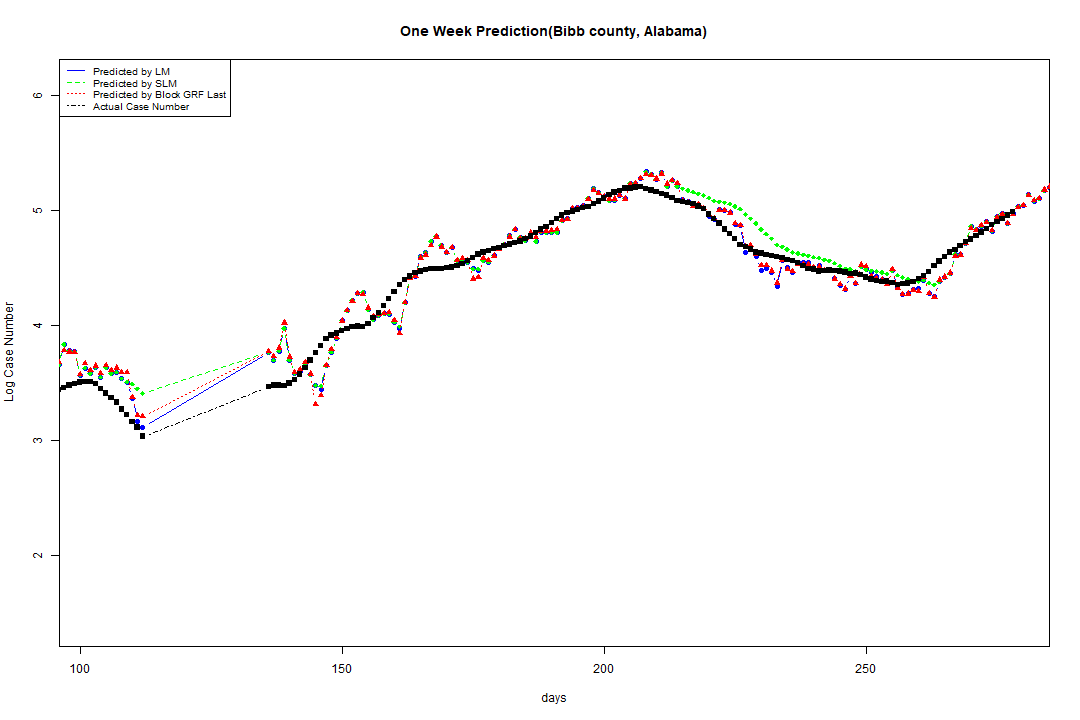 One Week Prediction(Bibb county, Alabama)
Predicted by LM
Predicted by SLM
Predicted by Block GRF Last
Actual Case Number
6
5
4
3
2
Log Case Number
100 150 200 250
days